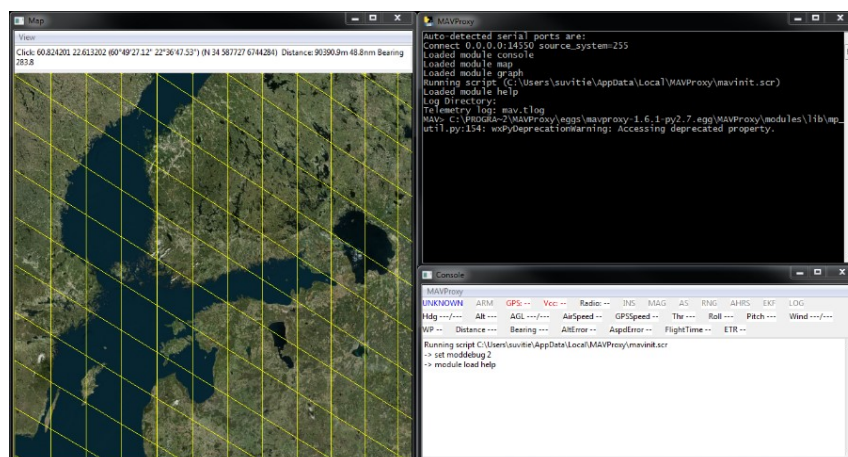 Map
View
Click: 60.824201 22.613202 (60°49'27.12" 22°36'47.53") (N 34 587727 6744284) Distance: 90390.9m 48.8nm Bearing
283.8
MAVProxy
Auto-detected serial ports are:
Connect 0.0.0.0:14550 source_system=255
Loaded module console
Loaded module map
Loaded module graph
Running script (C:\Users\suvitie\AppData\Local\MAVProxy\mavinit.scr)
Loaded module help
Log Directory:
Telemetry log: mav.tlog
MAV> C:\PROGRA~2\MAVProxy\eggs\mavproxy-1.6.1-py2.7.egg\MAVProxy\modules\lib\mp_
util.py:154: wxPyDeprecationWarning: Accessing deprecated property.
Console
MAVProxy
UNKNOWN ARM GPS: -- Vcc: -- Radio: -- INS MAG AS RNG AHRS EKF LOG
Hdg ---/--- Alt --- AGL ---/--- AirSpeed -- GPSSpeed -- Thr --- Roll --- Pitch --- Wind ---/---
WP -- Distance --- Bearing --- AltError -- AspdError -- FlightTime -- ETR --
Running script C:\Users\suvitie\AppData\Local\MAVProxy\mavinit.scr
-> set moddebug 2
-> module load help